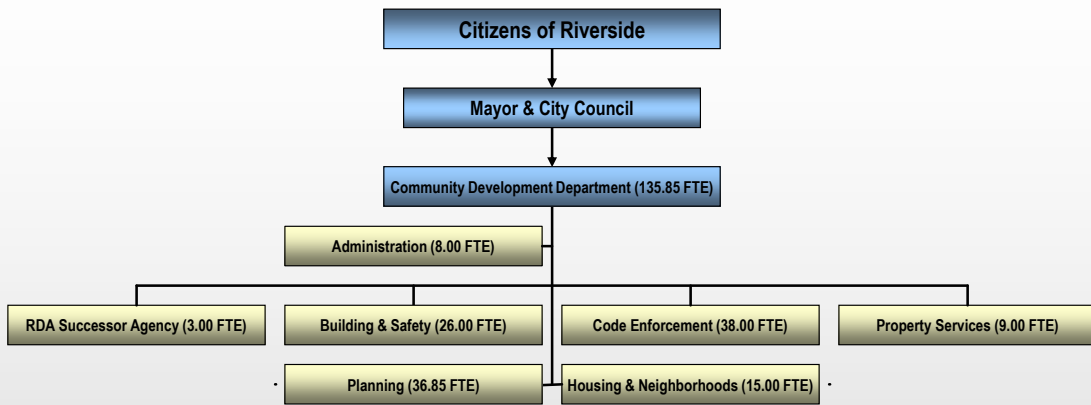 Citizens of Riverside
Mayor & City Council
Community Development Department (135.85 FTE)
Administration (8.00 FTE)
RDA Successor Agency (3.00 FTE)
Building & Safety (26.00 FTE)
Code Enforcement (38.00 FTE)
Property Services (9.00 FTE)
Planning (36.85 FTE)
Housing & Neighborhoods (15.00 FTE)